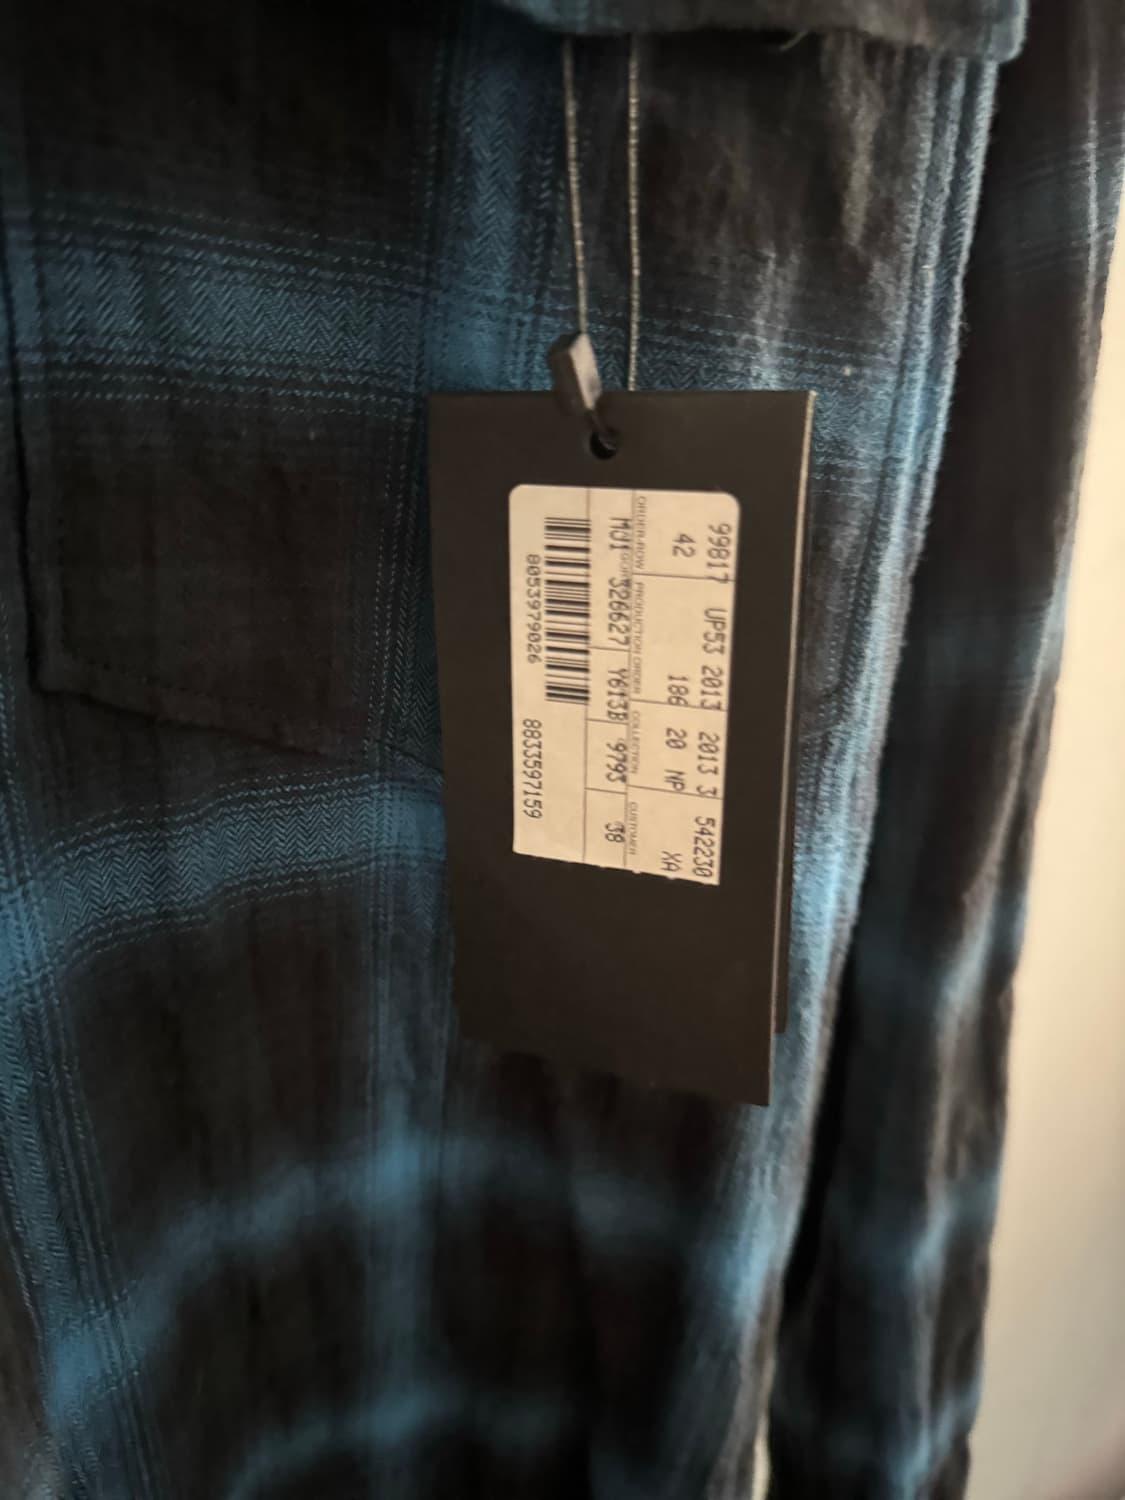 99817 UP53 2013 2013 3 542230
42 186 20 NP XA
ORDER-ROW PRODUCTION ORDER COLLECTION CUSTOMER
326627 Y613B 9793 38
8053979026 8833597159